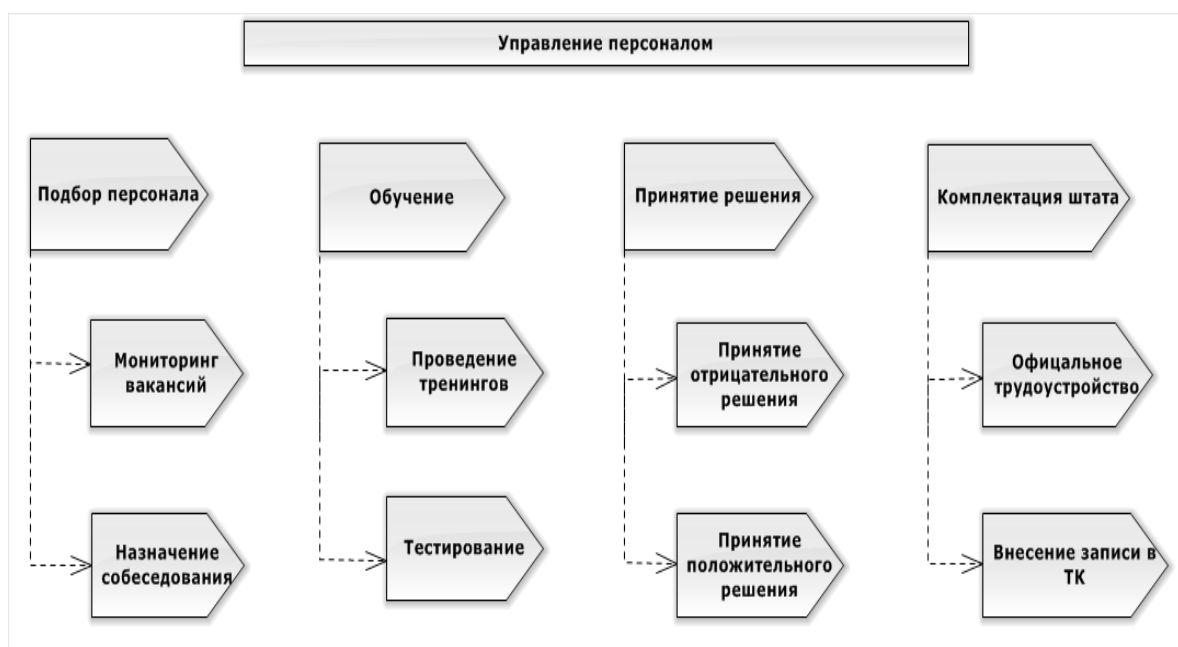 Управление персоналом
Подбор персонала
Обучение
Принятие решения
Комплектация штата
Мониторинг
вакансий
Проведение
тренингов
Принятие
отрицательного
решения
Офицальное
трудоустройство
Назначение
собеседования
Тестирование
Принятие
положительного
решения
Внесение записи в
ТК